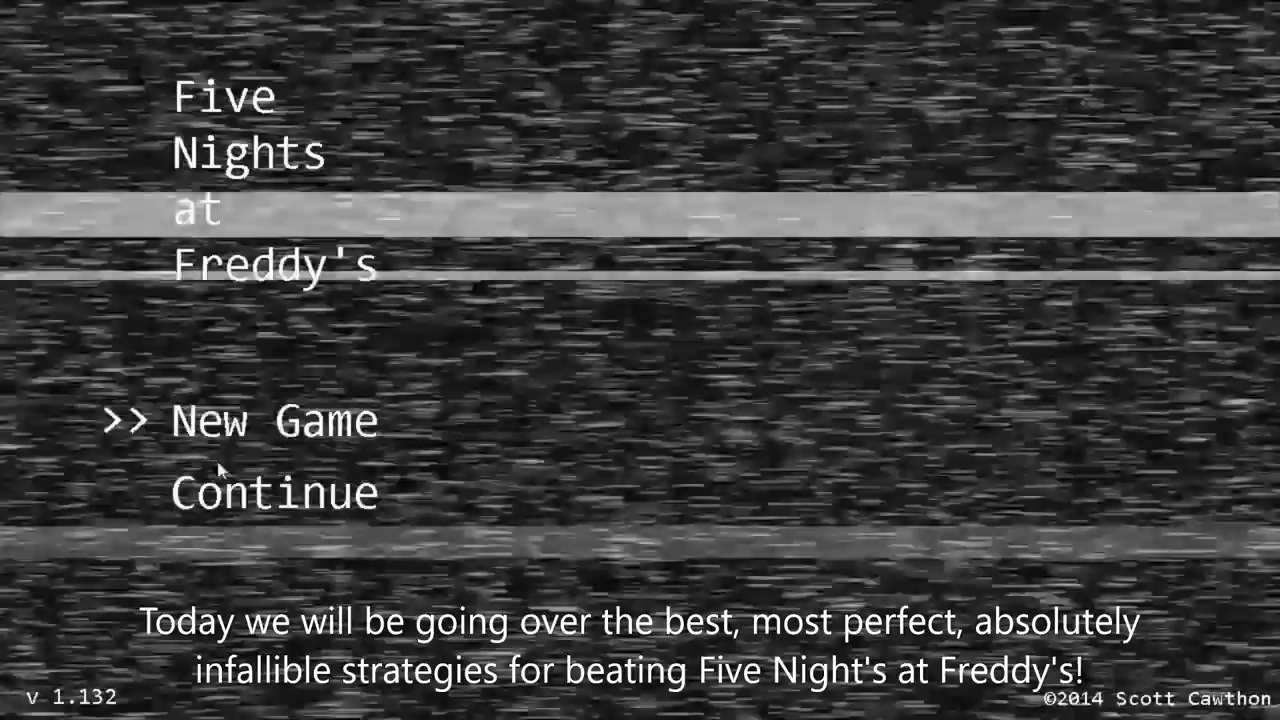 Five
Nights
at
Freddy's
>> New Game
Continue
Today we will be going over the best, most perfect, absolutely
infallible strategies for beating Five Night's at Freddy's!
v 1.132
©2014 Scott Cawthon